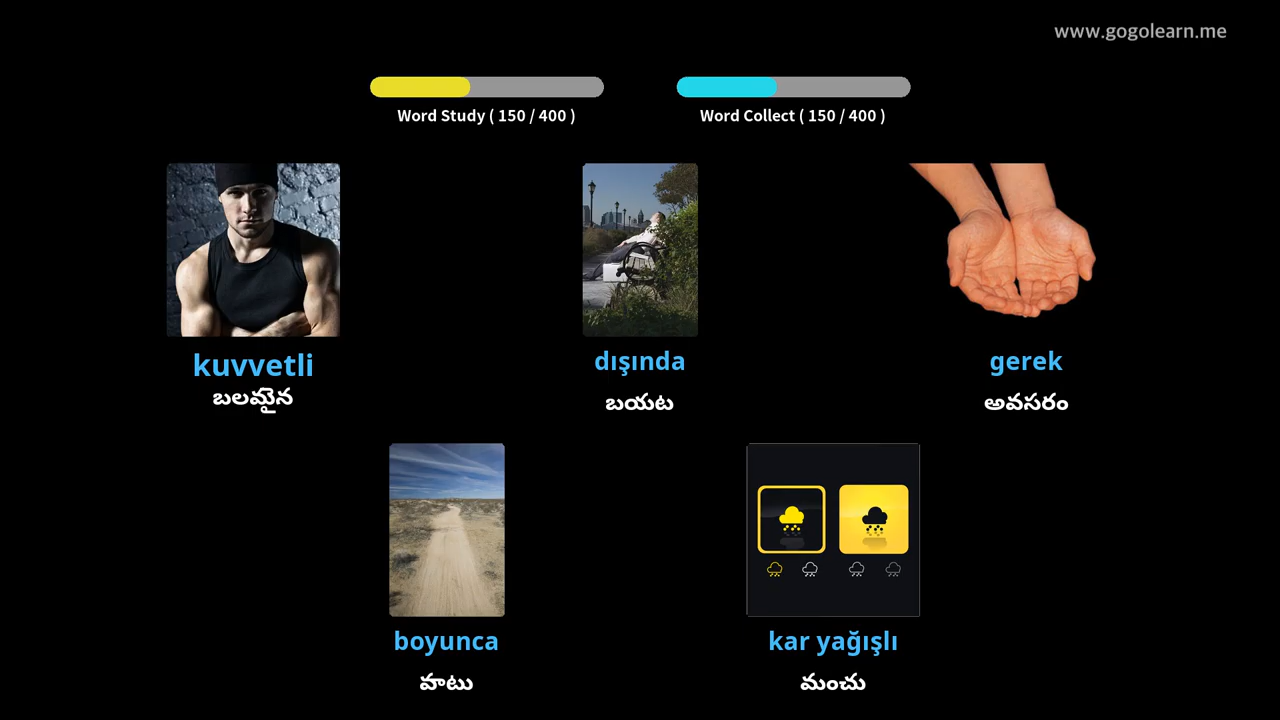 www.gogolearn.me
Word Study ( 150 / 400 )
Word Collect ( 150 / 400 )
kuvvetli
బలమైన
dışında
బయట
gerek
అవసరం
boyunca
పాటు
kar yağışlı
మంచు